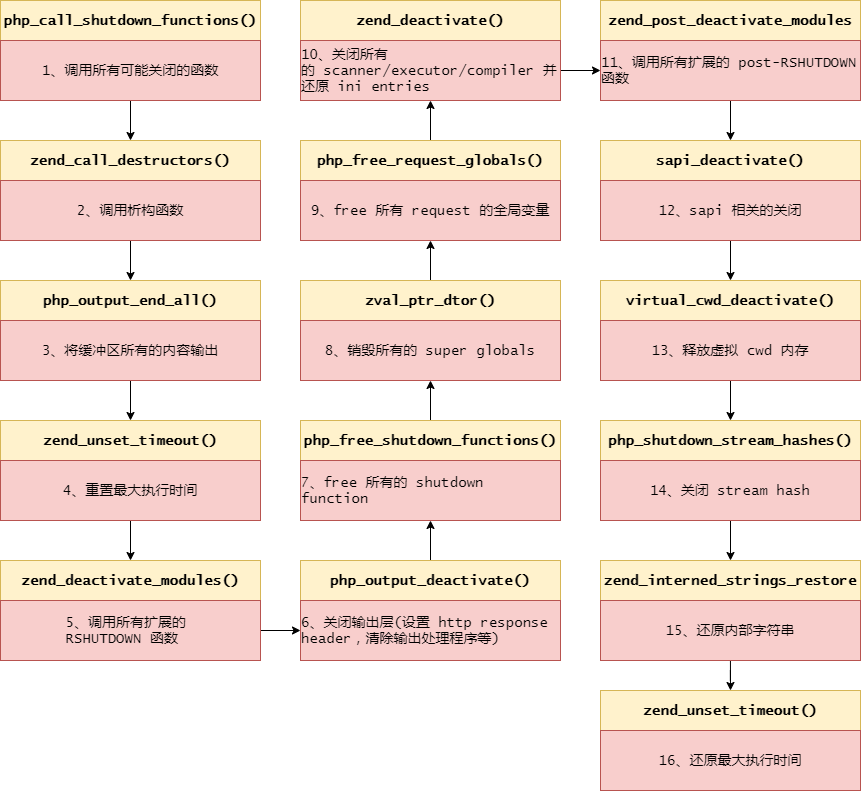 php_call_shutdown_functions()
1、调用所有可能关闭的函数
zend_call_destructors()
2、调用析构函数
php_output_end_all()
3、将缓冲区所有的内容输出
zend_unset_timeout()
4、重置最大执行时间
zend_deactivate_modules()
5、调用所有扩展的
RSHUTDOWN 函数
php_output_deactivate()
6、关闭输出层(设置 http response
header，清除输出处理程序等)
php_free_shutdown_functions()
7、free 所有的 shutdown
function
zval_ptr_dtor()
8、销毁所有的 super globals
php_free_request_globals()
9、free 所有 request 的全局变量
zend_deactivate()
10、关闭所有
的 scanner/executor/compiler 并
还原 ini entries
zend_post_deactivate_modules
11、调用所有扩展的 post-RSHUTDOWN
函数
sapi_deactivate()
12、sapi 相关的关闭
virtual_cwd_deactivate()
13、释放虚拟 cwd 内存
php_shutdown_stream_hashes()
14、关闭 stream hash
zend_interned_strings_restore
15、还原内部字符串
zend_unset_timeout()
16、还原最大执行时间